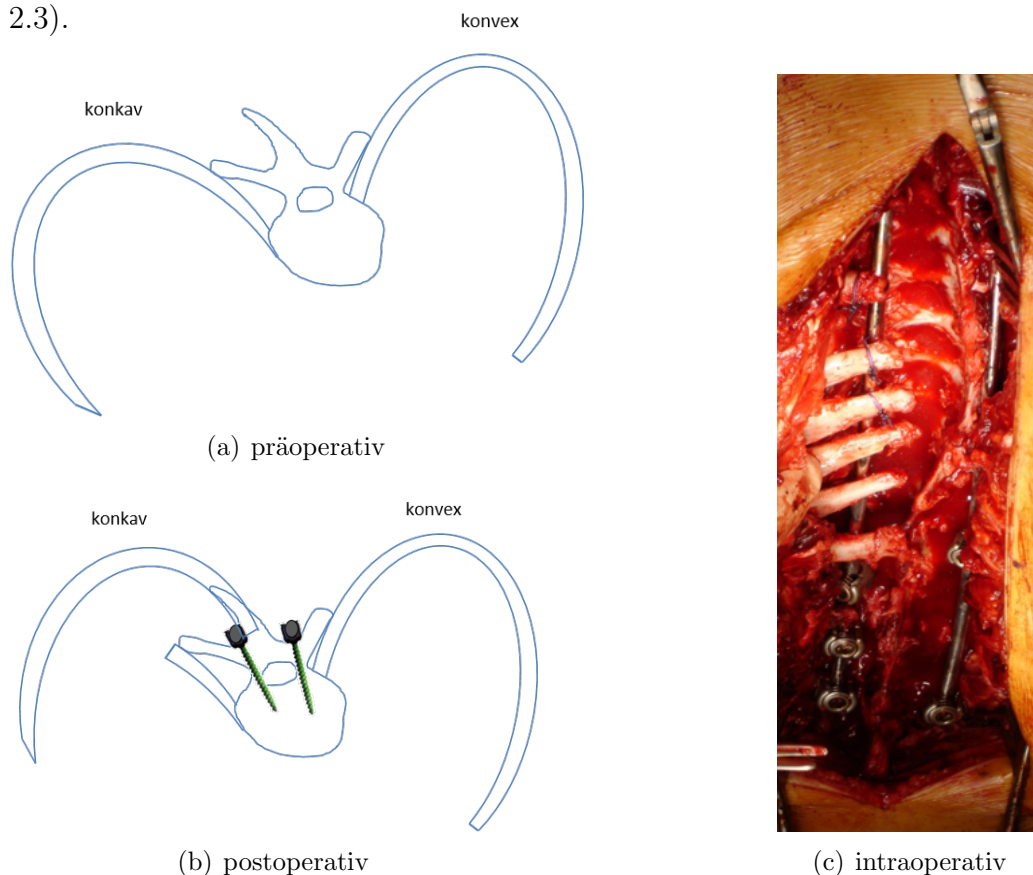 2.3).
konvex
konkav
(a) präoperativ
konkav
konvex
(b) postoperativ
(c) intraoperativ